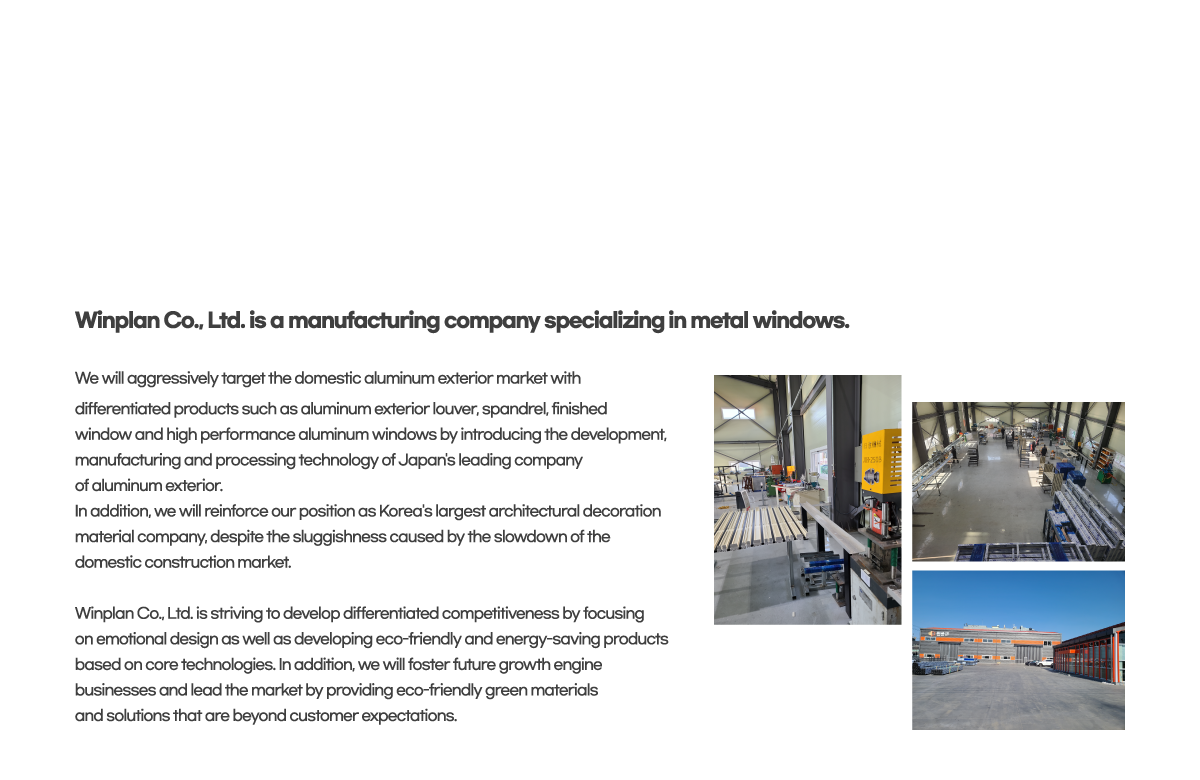 Winplan Co., Ltd. is a manufacturing company specializing in metal windows.
We will aggressively target the domestic aluminum exterior market with
differentiated products such as aluminum exterior louver, spandrel, finished
window and high performance aluminum windows by introducing the development,
manufacturing and processing technology of Japan's leading company
of aluminum exterior.
In addition, we will reinforce our position as Korea's largest architectural decoration
material company, despite the sluggishness caused by the slowdown of the
domestic construction market.
Winplan Co., Ltd. is striving to develop differentiated competitiveness by focusing
on emotional design as well as developing eco-friendly and energy-saving products
based on core technologies. In addition, we will foster future growth engine
businesses and lead the market by providing eco-friendly green materials
and solutions that are beyond customer expectations.